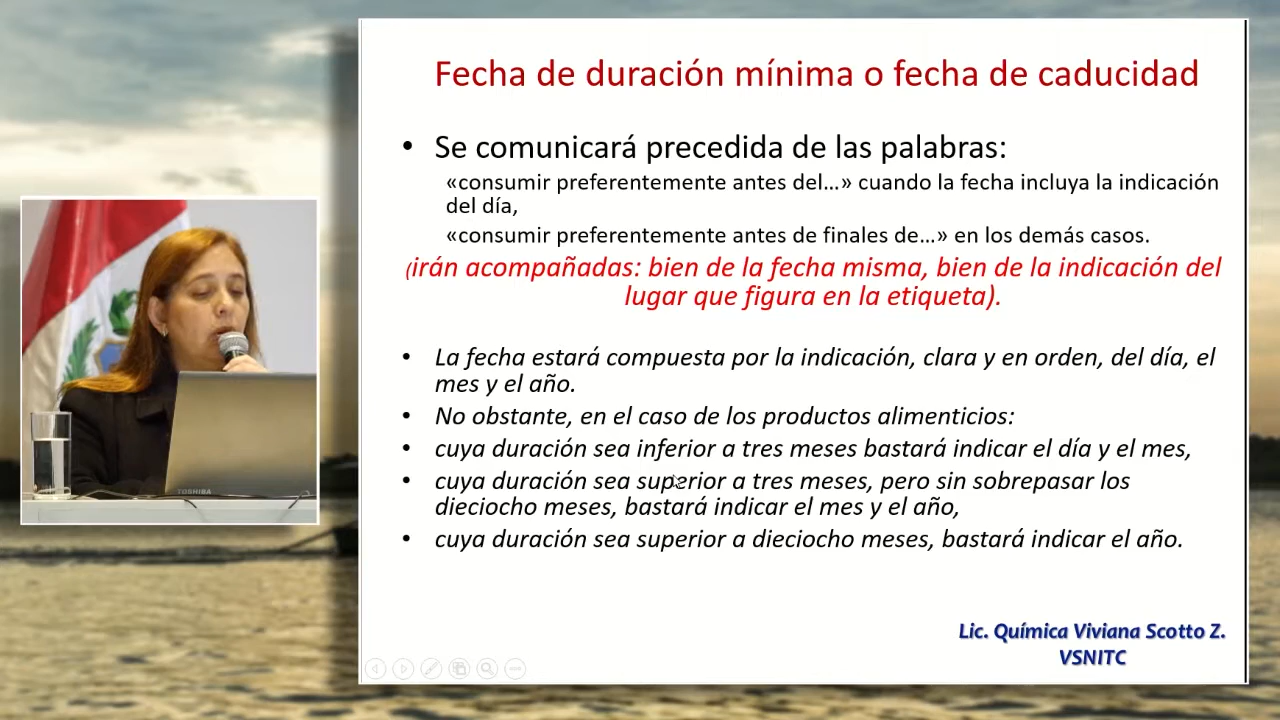 Fecha de duración mínima o fecha de caducidad
• Se comunicará precedida de las palabras:
«consumir preferentemente antes del…» cuando la fecha incluya la indicación
del día,
«consumir preferentemente antes de finales de…» en los demás casos.
(irán acompañadas: bien de la fecha misma, bien de la indicación del
lugar que figura en la etiqueta).
• La fecha estará compuesta por la indicación, clara y en orden, del día, el
mes y el año.
• No obstante, en el caso de los productos alimenticios:
• cuya duración sea inferior a tres meses bastará indicar el día y el mes,
• cuya duración sea superior a tres meses, pero sin sobrepasar los
dieciocho meses, bastará indicar el mes y el año,
• cuya duración sea superior a dieciocho meses, bastará indicar el año.
Lic. Química Viviana Scotto Z.
VSNITC
TOSHIBA